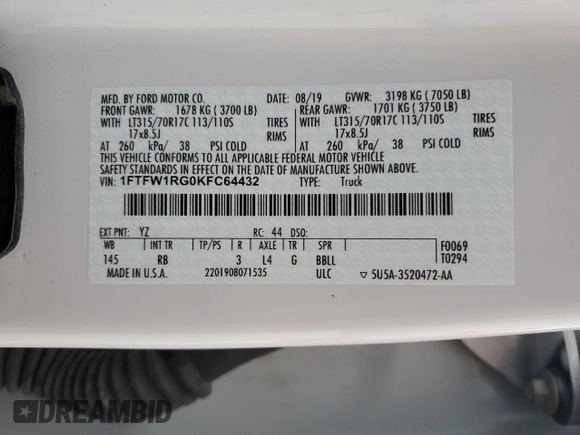 MFD. BY FORD MOTOR CO. DATE: 08/19 GVWR: 3198 KG ( 7050 LB)
FRONT GAWR: 1678 KG ( 3700 LB) REAR GAWR: 1701 KG ( 3750 LB)
WITH LT315/70R17C 113/110S TIRES WITH LT315/70R17C 113/110S TIRES
17x8.5J RIMS 17x8.5J RIMS
AT 260 kPa/ 38 PSI COLD AT 260 kPa/ 38 PSI COLD
THIS VEHICLE CONFORMS TO ALL APPLICABLE FEDERAL MOTOR VEHICLE
SAFETY STANDARDS IN EFFECT ON THE DATE OF MANUFACTURE SHOWN ABOVE.
VIN: 1FTFW1RG0KFC64432 TYPE: Truck
EXT PNT: YZ RC: 44 DSO:
WB INT TR TP/PS R AXLE TR SPR F0069
145 RB 3 L4 G BBLL T0294
MADE IN U.S.A. 2201908071535 ULC ▽ 5U5A-3520472-AA
DREAMBID